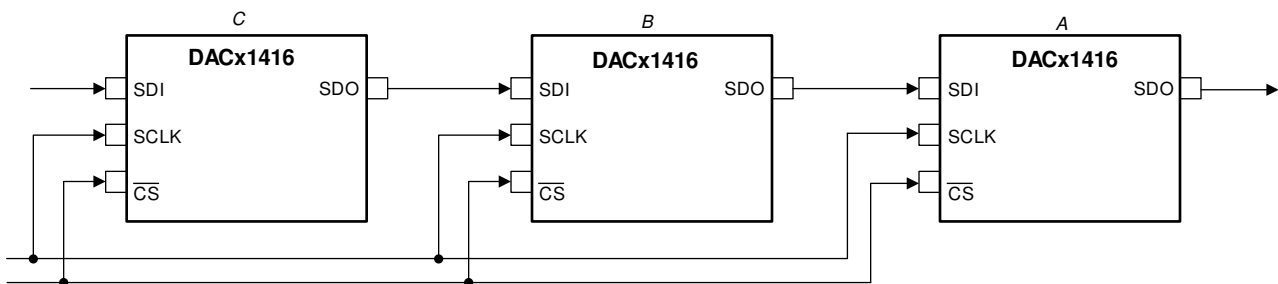 C
DACx1416
SDI
SDO
SCLK
CS
B
DACx1416
SDI
SDO
SCLK
CS
A
DACx1416
SDI
SDO
SCLK
CS